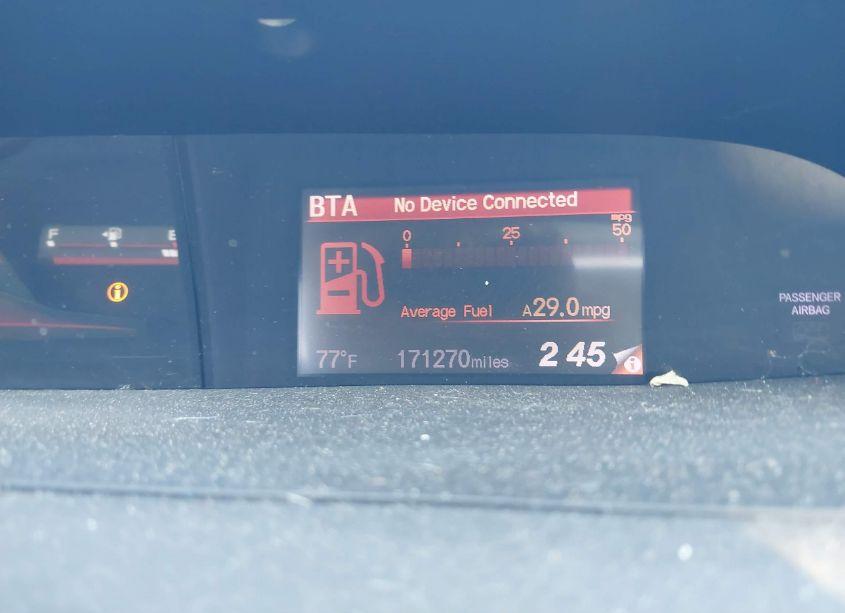 BTA No Device Connected
mpg
0 25 50
F E
Average Fuel A29.0mpg
PASSENGER
AIRBAG
77°F 171270miles 2 45